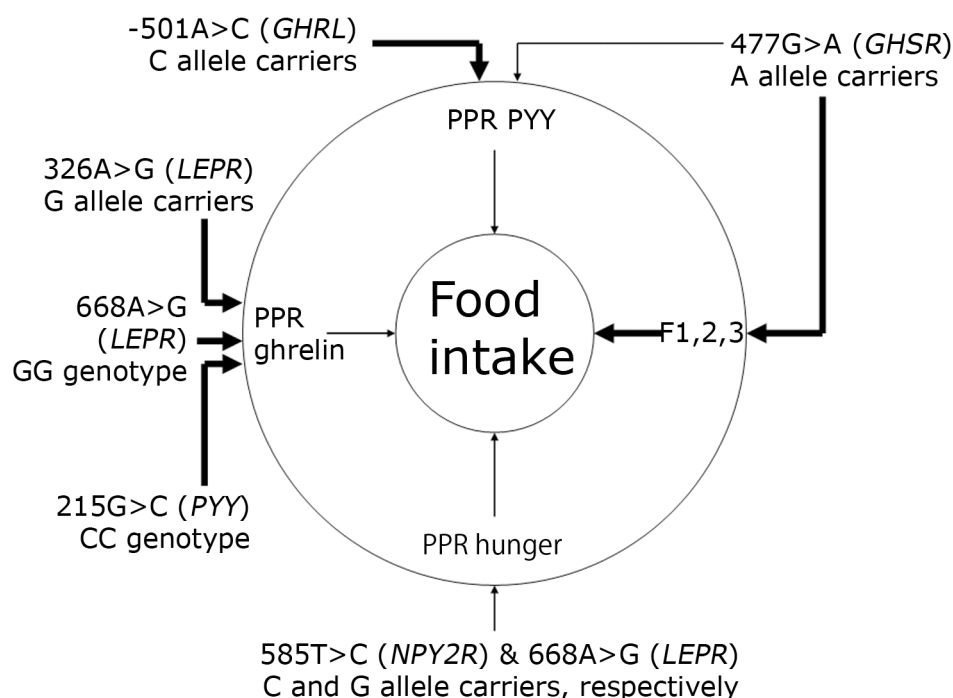 -501A>C (GHRL)
C allele carriers
477G>A (GHSR)
A allele carriers
PPR PYY
326A>G (LEPR)
G allele carriers
668A>G
(LEPR)
GG genotype
PPR
ghrelin
Food
intake
F1,2,3
215G>C (PYY)
CC genotype
PPR hunger
585T>C (NPY2R) & 668A>G (LEPR)
C and G allele carriers, respectively